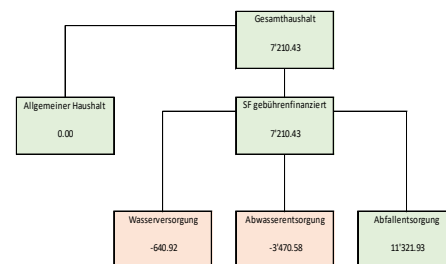 Gesamthaushalt
7'210.43
Allgemeiner Haushalt
0.00
SF gebührenfinanziert
7'210.43
Wasserversorgung
-640.92
Abwasserentsorgung
-3'470.58
Abfallentsorgung
11'321.93